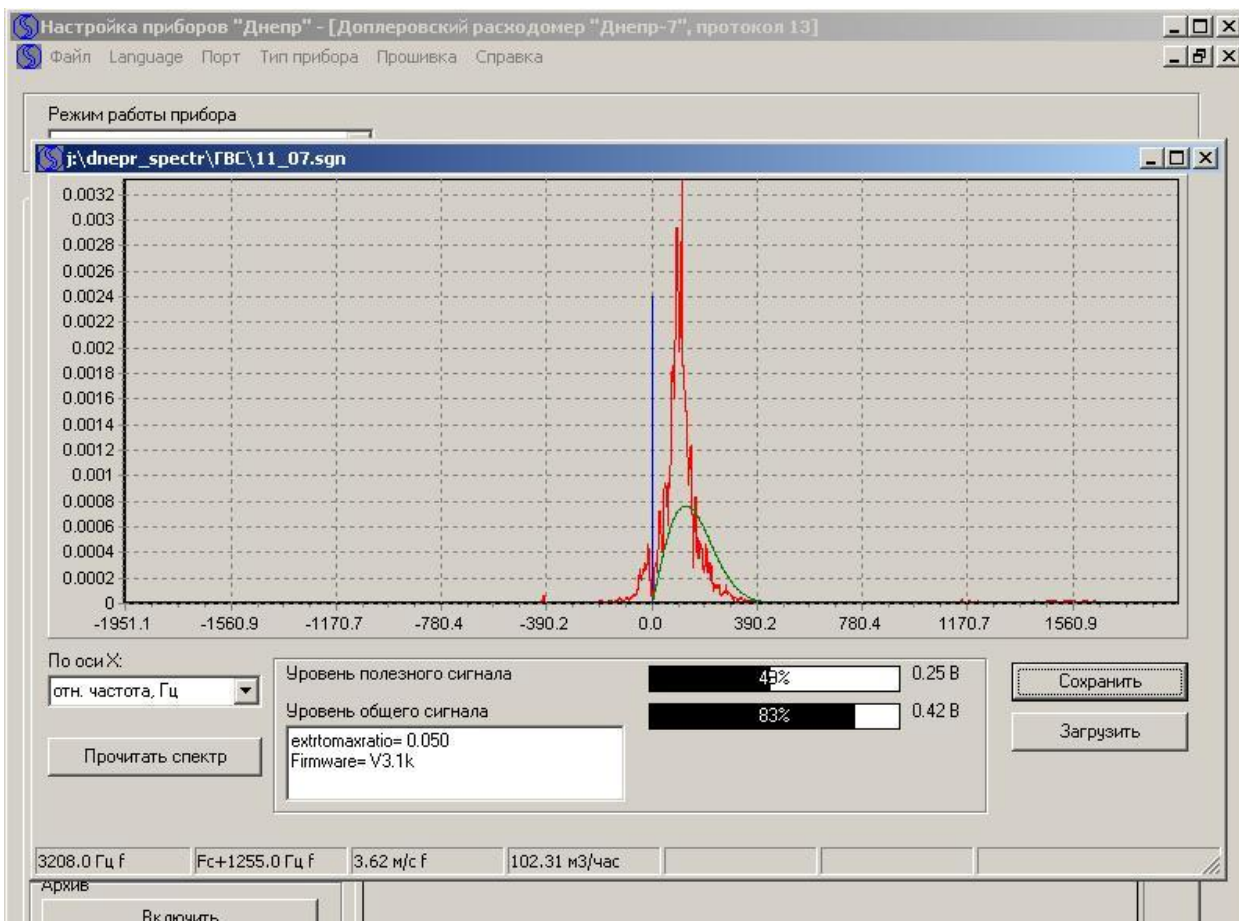 Настройка приборов "Днепр" - [Доплеровский расходомер "Днепр-7", протокол 13]
Файл Language Порт Тип прибора Прошивка Справка
Режим работы прибора
j:\dnepr_spectr\ГВС\11_07.sgn
0.0032
0.003
0.0028
0.0026
0.0024
0.0022
0.002
0.0018
0.0016
0.0014
0.0012
0.001
0.0008
0.0006
0.0004
0.0002
0
-1951.1 -1560.9 -1170.7 -780.4 -390.2 0.0 390.2 780.4 1170.7 1560.9
По оси X:
отн. частота, Гц
Прочитать спектр
Уровень полезного сигнала 49% 0.25 В
Уровень общего сигнала 83% 0.42 В
extrtomaxratio= 0.050
Firmware= V3.1k
Сохранить
Загрузить
3208.0 Гц f Fc+1255.0 Гц f 3.62 м/с f 102.31 м3/час
Архив
Включить